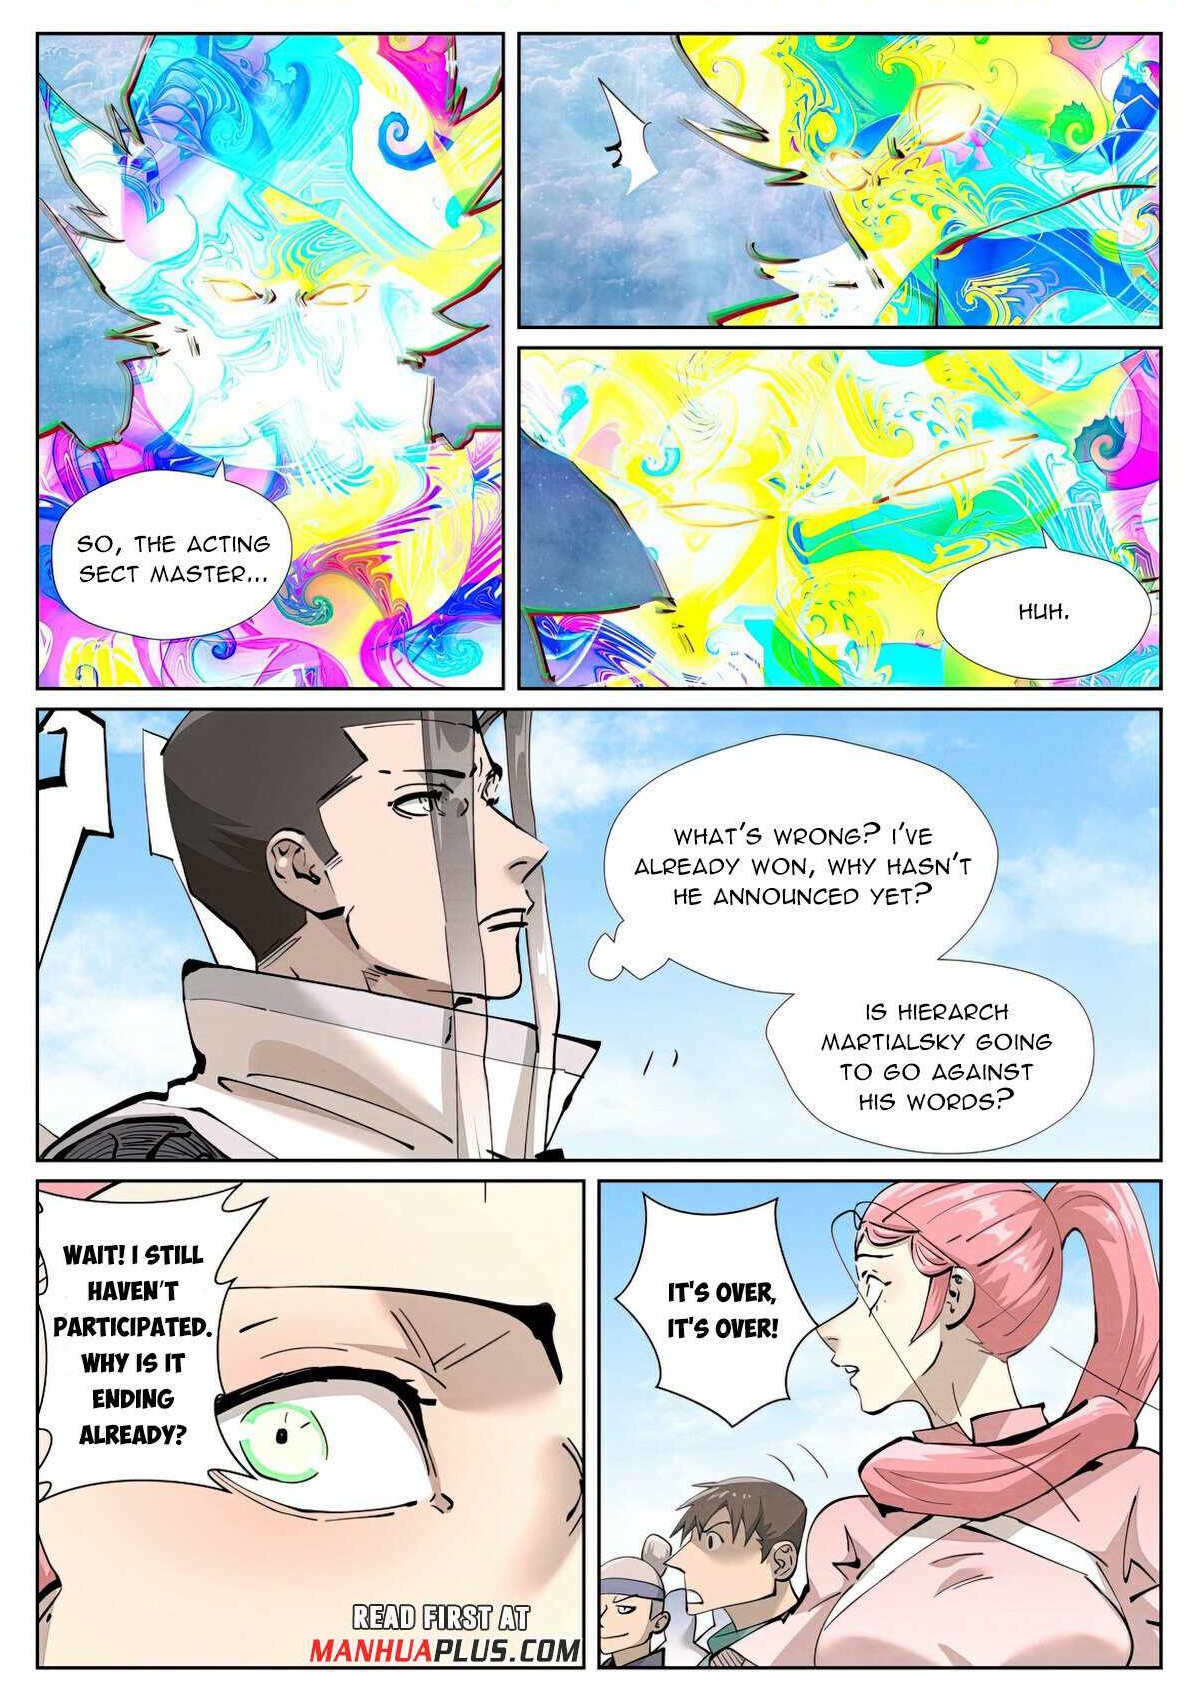 SO, THE ACTING
SECT MASTER...
HUH.
WHAT'S WRONG? I'VE
ALREADY WON, WHY HASN'T
HE ANNOUNCED YET?
IS HIERARCH
MARTIALSKY GOING
TO GO AGAINST
HIS WORDS?
WAIT! I STILL
HAVEN'T
PARTICIPATED.
WHY IS IT
ENDING
ALREADY?
IT'S OVER,
IT'S OVER!
READ FIRST AT
MANHUAPLUS.COM